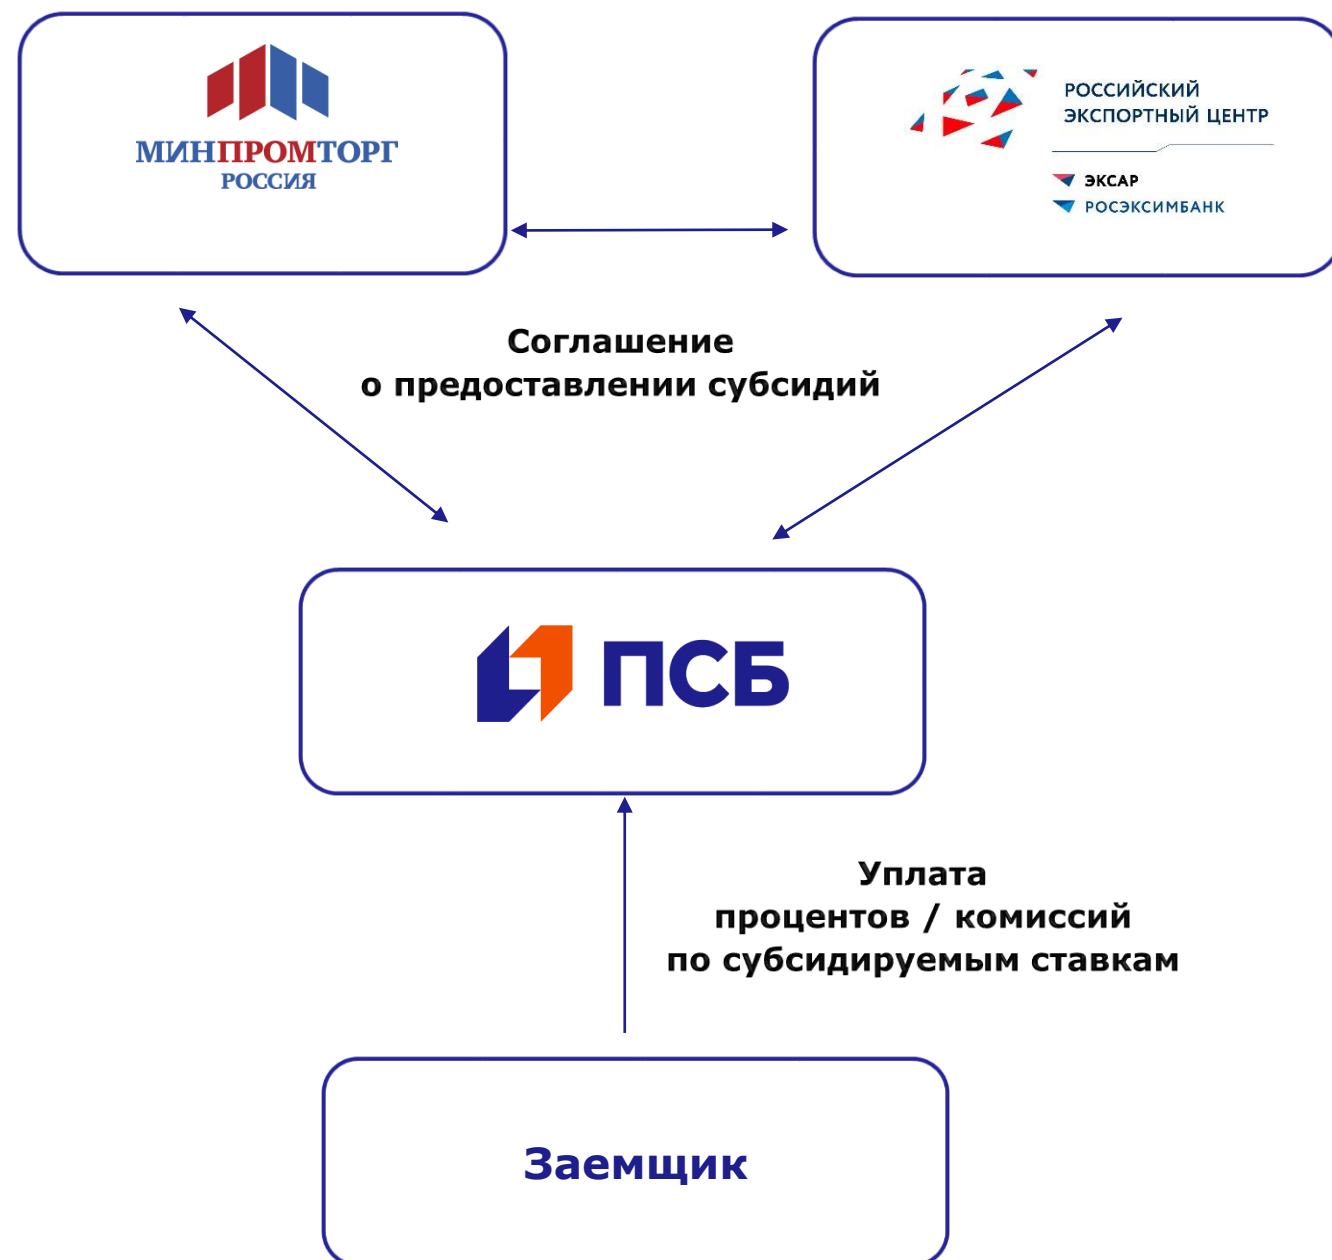 МИНПРОМТОРГ
РОССИЯ
РОССИЙСКИЙ
ЭКСПОРТНЫЙ ЦЕНТР
ЭКСАР
РОСЭКСИМБАНК
Соглашение
о предоставлении субсидий
ПСБ
Уплата
процентов / комиссий
по субсидируемым ставкам
Заемщик